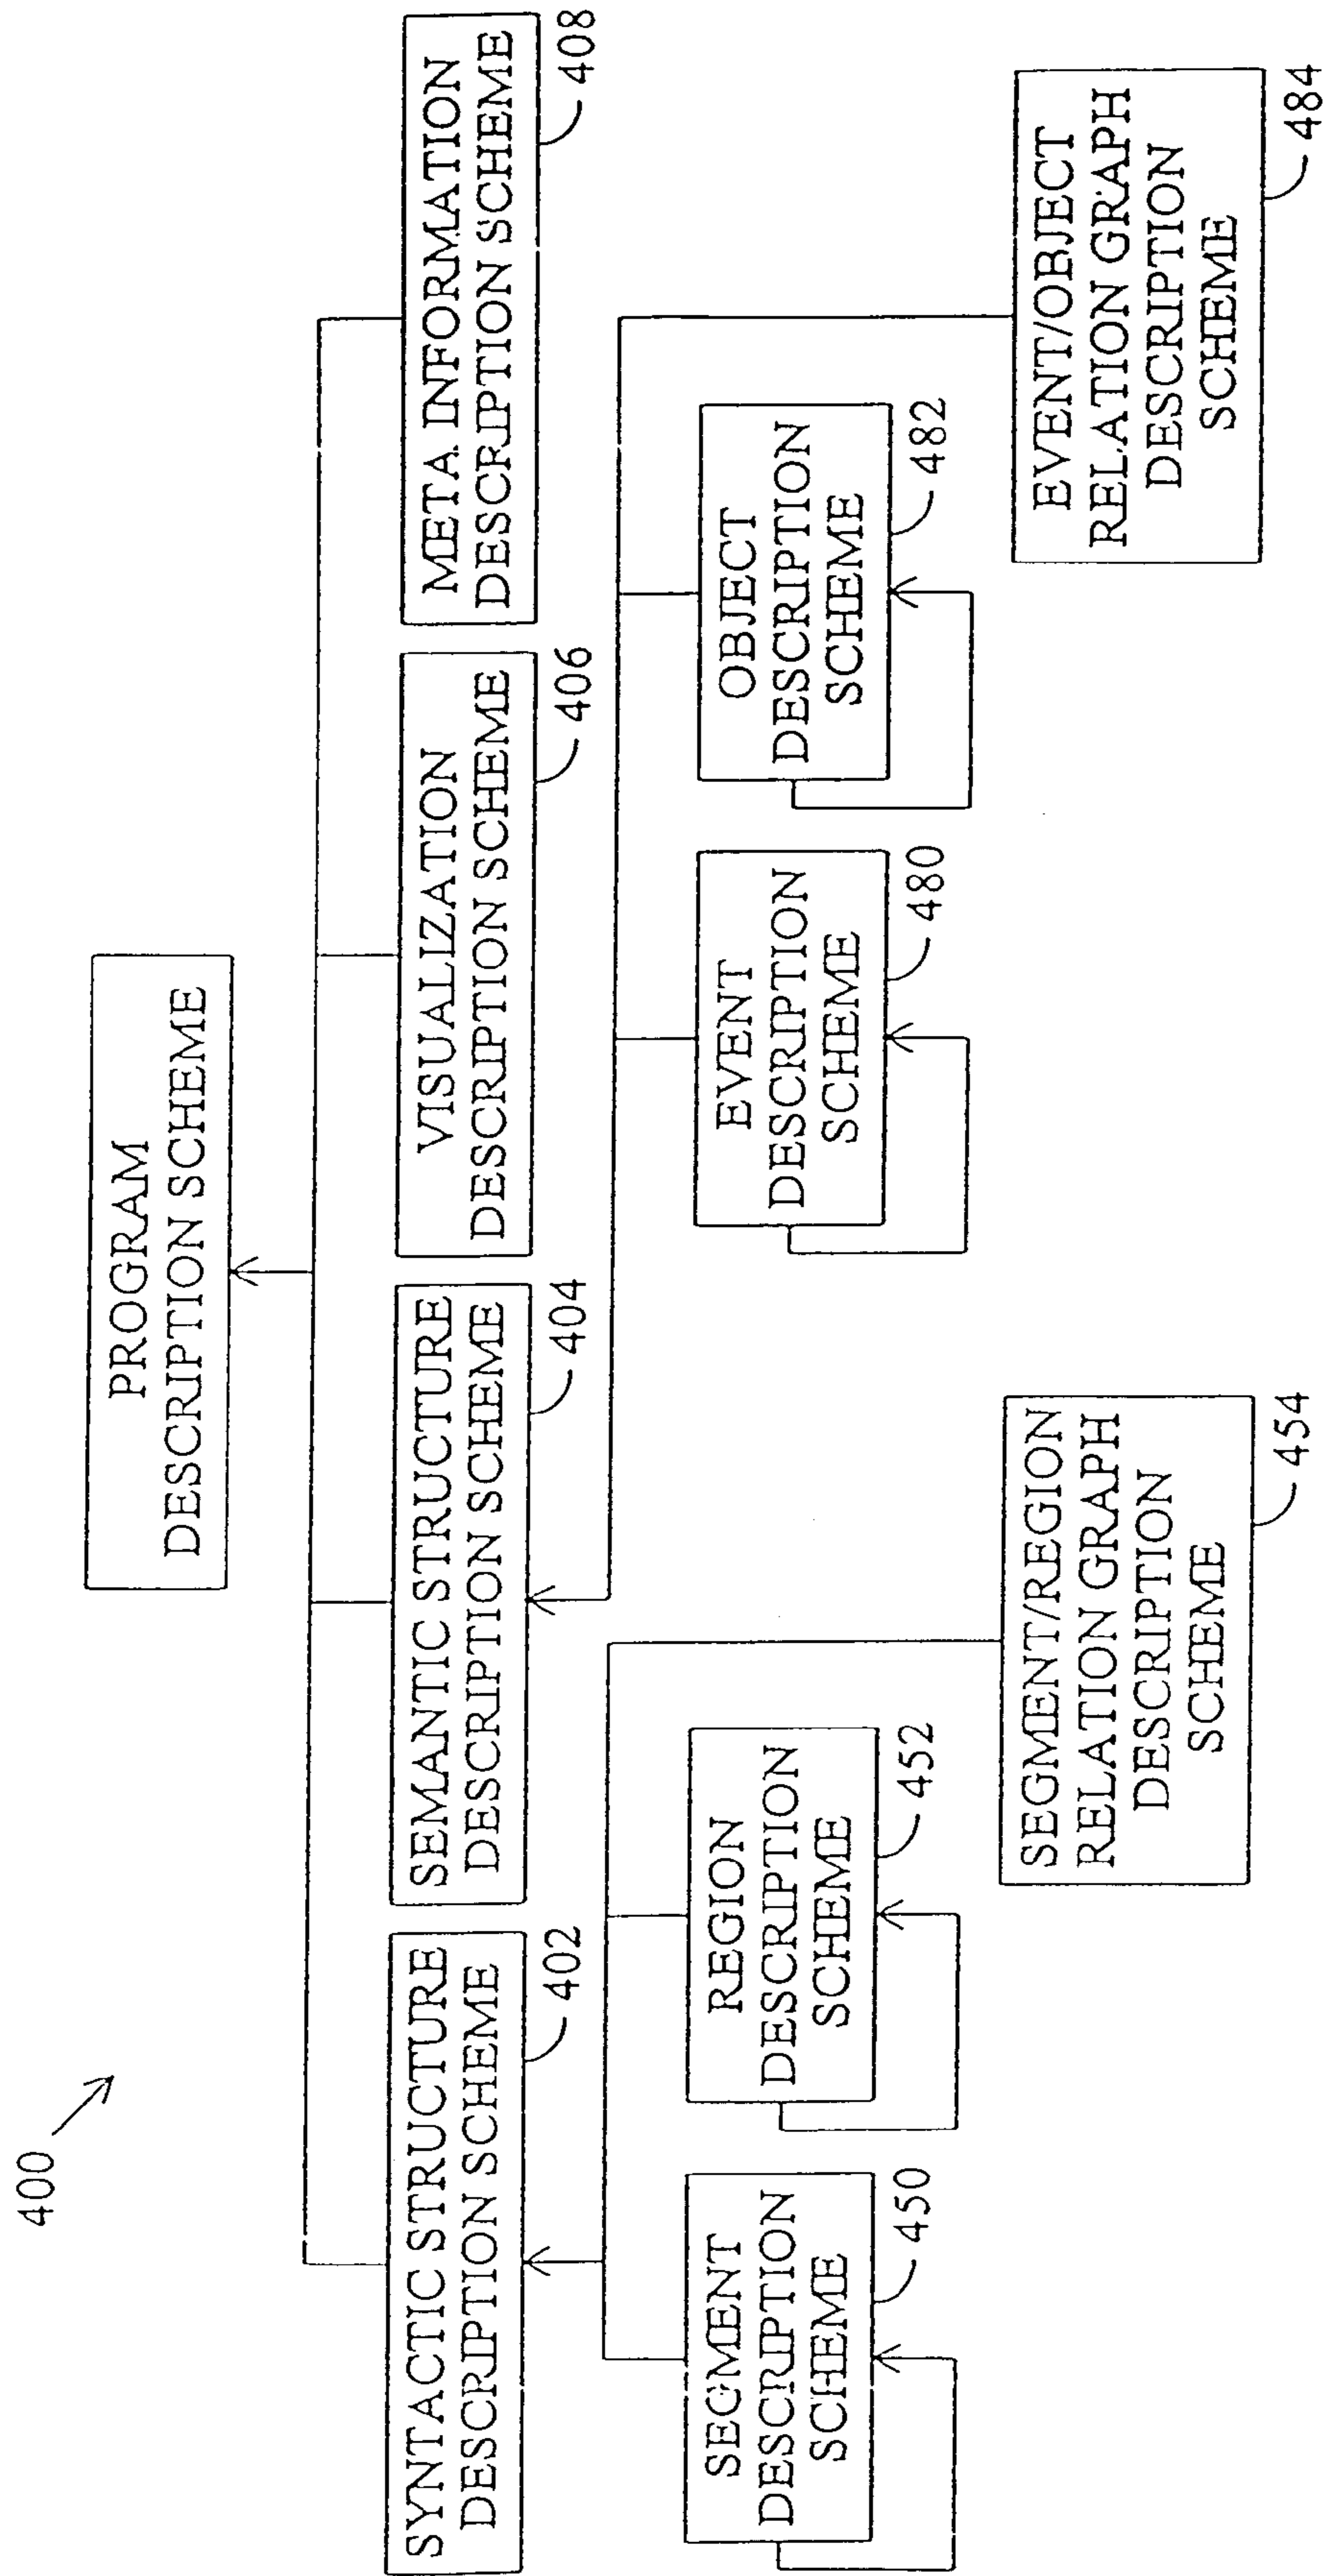 400
PROGRAM
DESCRIPTION SCHEME
SYNTACTIC STRUCTURE
DESCRIPTION SCHEME
402
SEMANTIC STRUCTURE
DESCRIPTION SCHEME
404
VISUALIZATION
DESCRIPTION SCHEME
406
META INFORMATION
DESCRIPTION SCHEME
408
SEGMENT
DESCRIPTION
SCHEME
450
REGION
DESCRIPTION
SCHEME
452
EVENT
DESCRIPTION
SCHEME
480
OBJECT
DESCRIPTION
SCHEME
482
SEGMENT/REGION
RELATION GRAPH
DESCRIPTION
SCHEME
454
EVENT/OBJECT
RELATION GRAPH
DESCRIPTION
SCHEME
484